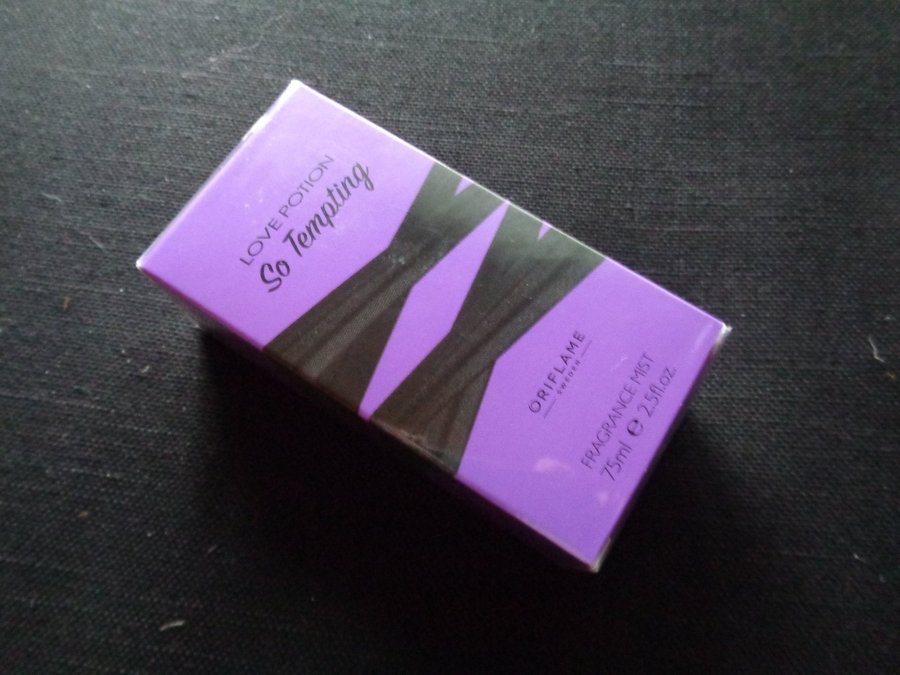 LOVE POTION
So Tempting
ORIFLAME
SWEDEN
FRAGRANCE MIST
75ml ℮ 2.5fl.oz.